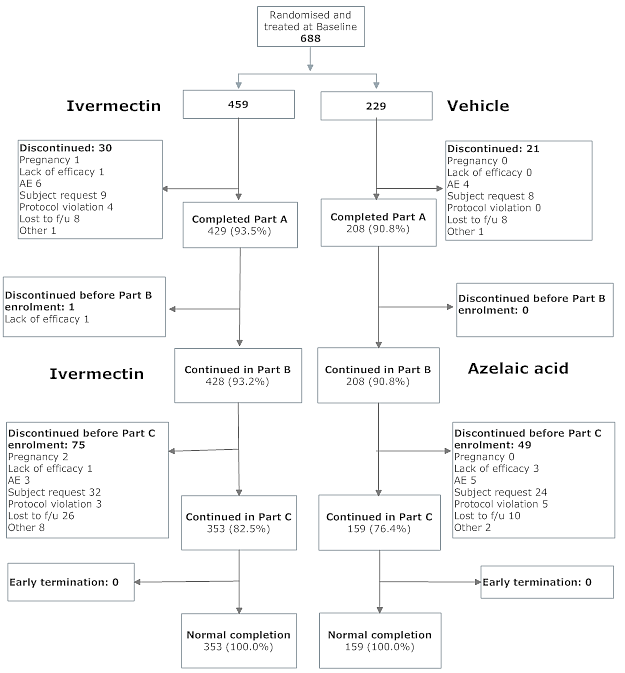 Randomised and
treated at Baseline
688
Ivermectin
459
229
Vehicle
Discontinued: 30
Pregnancy 1
Lack of efficacy 1
AE 6
Subject request 9
Protocol violation 4
Lost to f/u 8
Other 1
Discontinued: 21
Pregnancy 0
Lack of efficacy 0
AE 4
Subject request 8
Protocol violation 0
Lost to f/u 8
Other 1
Completed Part A
429 (93.5%)
Completed Part A
208 (90.8%)
Discontinued before Part B
enrolment: 1
Lack of efficacy 1
Discontinued before Part B
enrolment: 0
Ivermectin
Continued in Part B
428 (93.2%)
Continued in Part B
208 (90.8%)
Azelaic acid
Discontinued before Part C
enrolment: 75
Pregnancy 2
Lack of efficacy 1
AE 3
Subject request 32
Protocol violation 3
Lost to f/u 26
Other 8
Discontinued before Part C
enrolment: 49
Pregnancy 0
Lack of efficacy 3
AE 5
Subject request 24
Protocol violation 5
Lost to f/u 10
Other 2
Continued in Part C
353 (82.5%)
Continued in Part C
159 (76.4%)
Early termination: 0
Early termination: 0
Normal completion
353 (100.0%)
Normal completion
159 (100.0%)